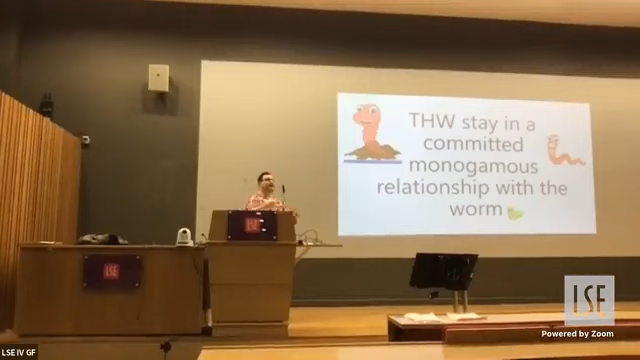 THW stay in a
committed
monogamous
relationship with the
worm
LSE
LSE
LSE
Powered by Zoom
LSE IV GF